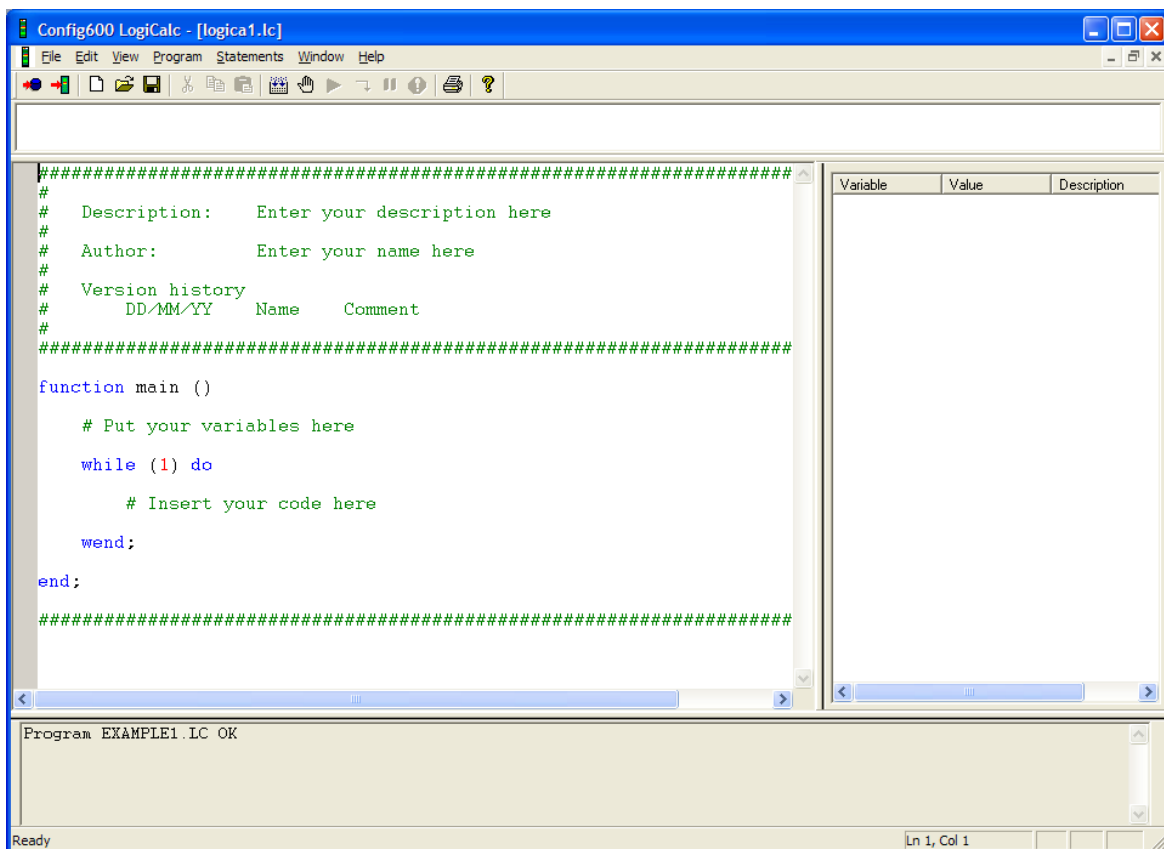 Config600 LogiCalc - [logica1.lc]
File Edit View Program Statements Window Help
######################################################################
#
#   Description:    Enter your description here
#
#   Author:         Enter your name here
#
#   Version history
#       DD/MM/YY    Name    Comment
#
######################################################################
function main ()
    # Put your variables here
    while (1) do
        # Insert your code here
    wend;
end;
######################################################################
Variable Value Description
Program EXAMPLE1.LC OK
Ready Ln 1, Col 1